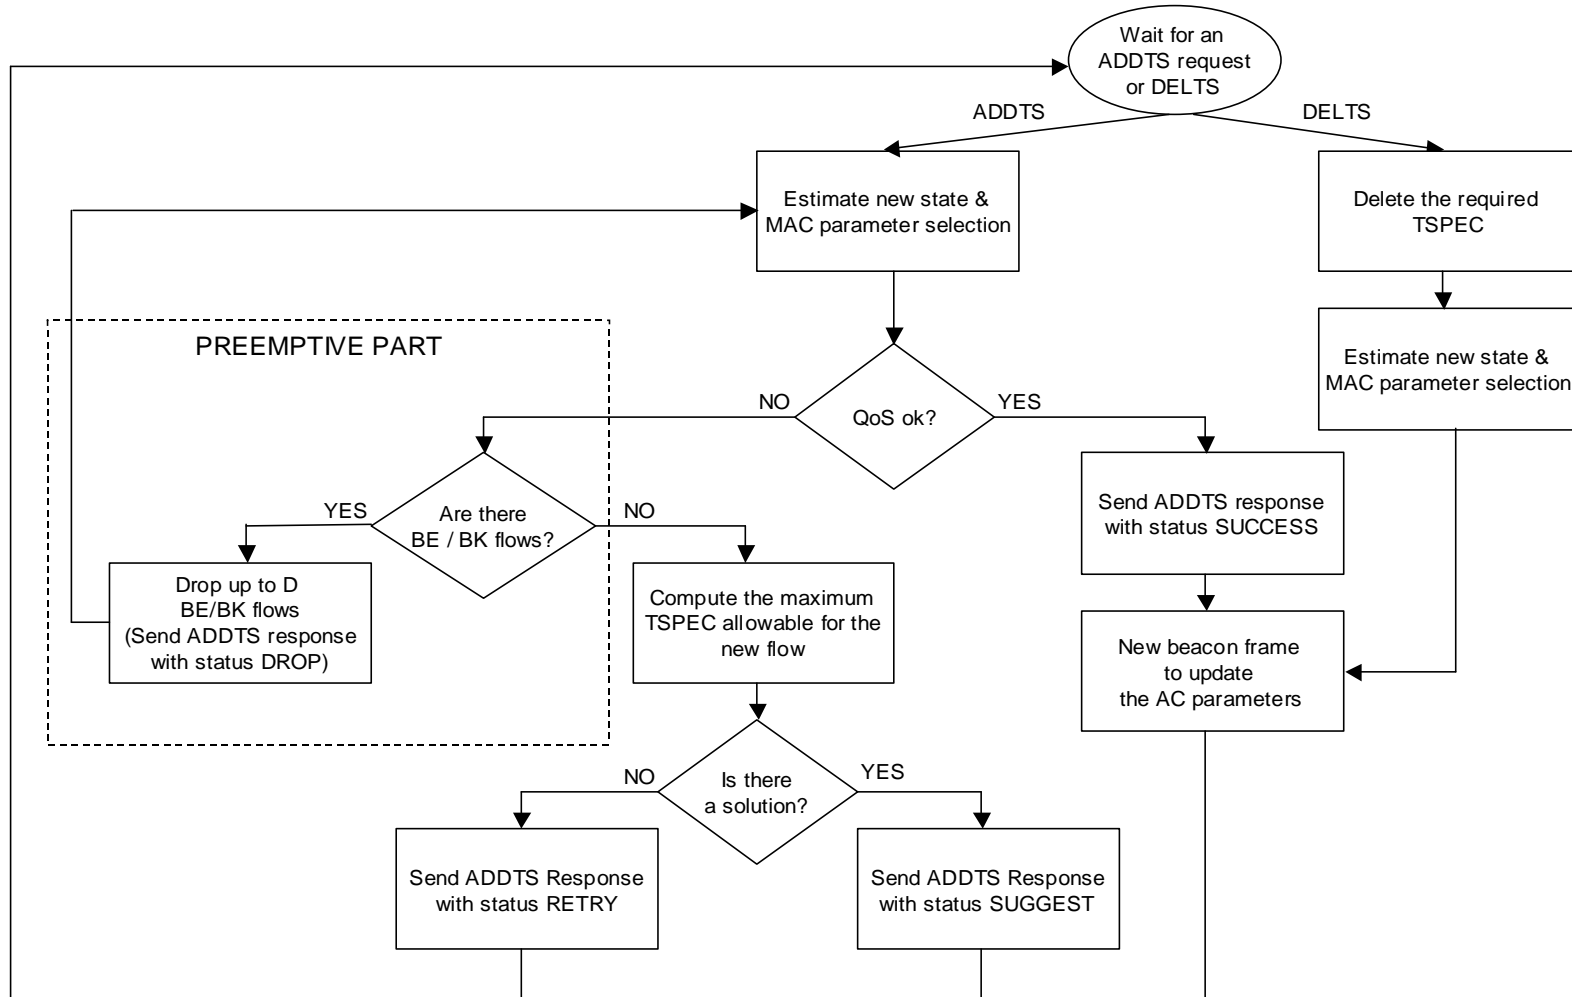 Wait for an
ADDTS request
or DELTS
ADDTS
DELTS
Estimate new state &
MAC parameter selection
Delete the required
TSPEC
PREEMPTIVE PART
Estimate new state &
MAC parameter selection
NO
QoS ok?
YES
YES
Are there
BE / BK flows?
NO
Send ADDTS response
with status SUCCESS
Drop up to D
BE/BK flows
(Send ADDTS response
with status DROP)
Compute the maximum
TSPEC allowable for the
new flow
New beacon frame
to update
the AC parameters
NO
Is there
a solution?
YES
Send ADDTS Response
with status RETRY
Send ADDTS Response
with status SUGGEST